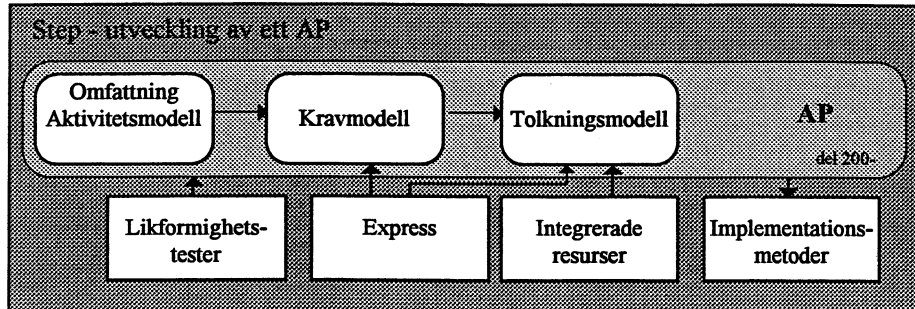 Step - utveckling av ett AP
Omfattning
Aktivitetsmodell
Kravmodell
Tolkningsmodell
AP
del 200-
Likformighets-
tester
Express
Integrerade
resurser
Implementations-
metoder